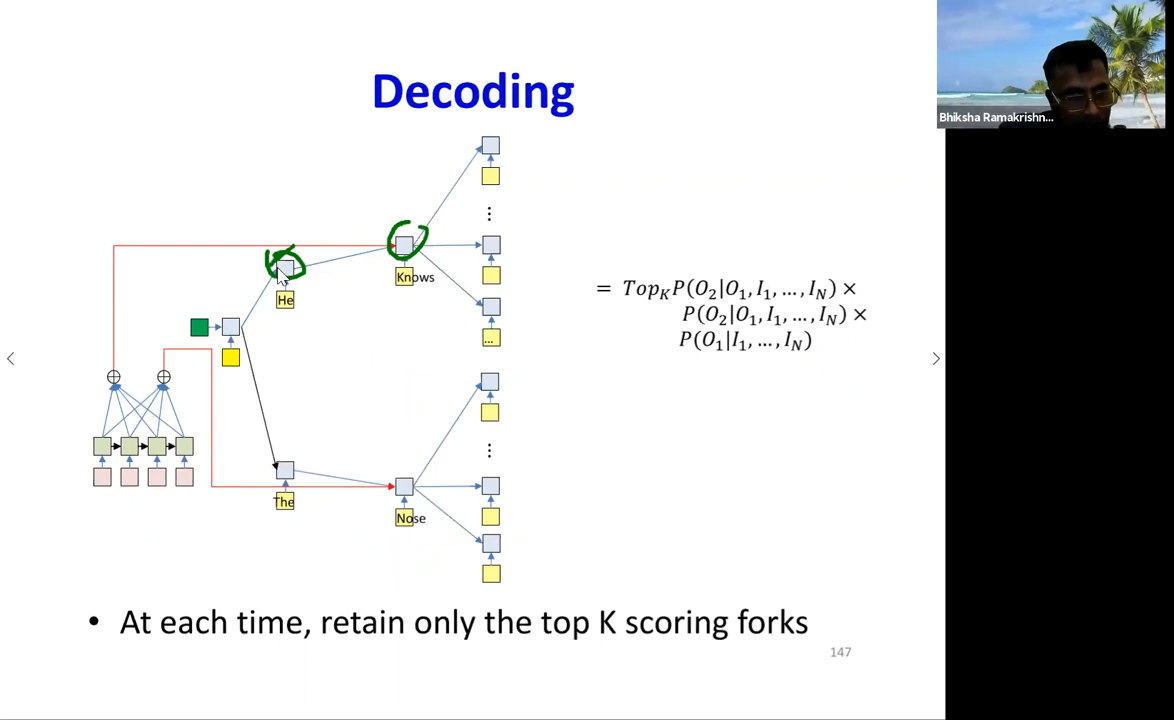 Decoding
Bhiksha Ramakrishn...
⋮
He
Knows
...
= Top_K P(O_2|O_1, I_1, …, I_N) ×
P(O_2|O_1, I_1, …, I_N) ×
P(O_1|I_1, …, I_N)
⋮
The
Nose
• At each time, retain only the top K scoring forks
147